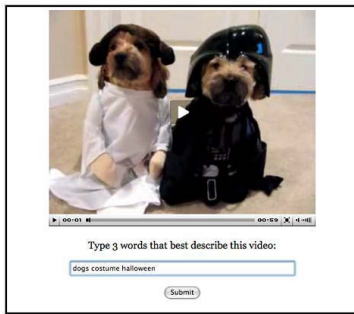 00:01 00:59
Type 3 words that best describe this video:
dogs costume halloween
Submit